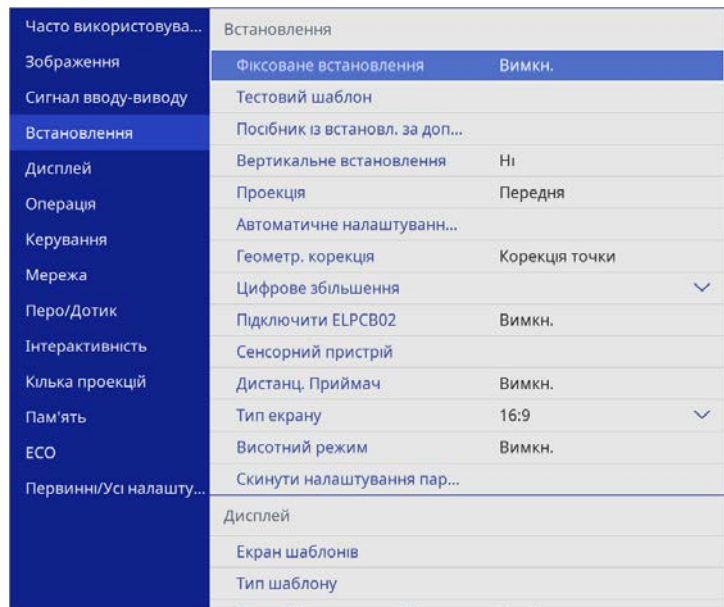 Часто використовува...
Зображення
Сигнал вводу-виводу
Встановлення
Дисплей
Операція
Керування
Мережа
Перо/Дотик
Інтерактивність
Кілька проекцій
Пам'ять
ECO
Первинні/Усі налашту...
Встановлення
Фіксоване встановлення Вимкн.
Тестовий шаблон
Посібник із встановл. за доп...
Вертикальне встановлення Ні
Проекція Передня
Автоматичне налаштуванн...
Геометр. корекція Корекція точки
Цифрове збільшення
Підключити ELPCB02 Вимкн.
Сенсорний пристрій
Дистанц. Приймач Вимкн.
Тип екрану 16:9
Висотний режим Вимкн.
Скинути налаштування пар...
Дисплей
Екран шаблонів
Тип шаблону